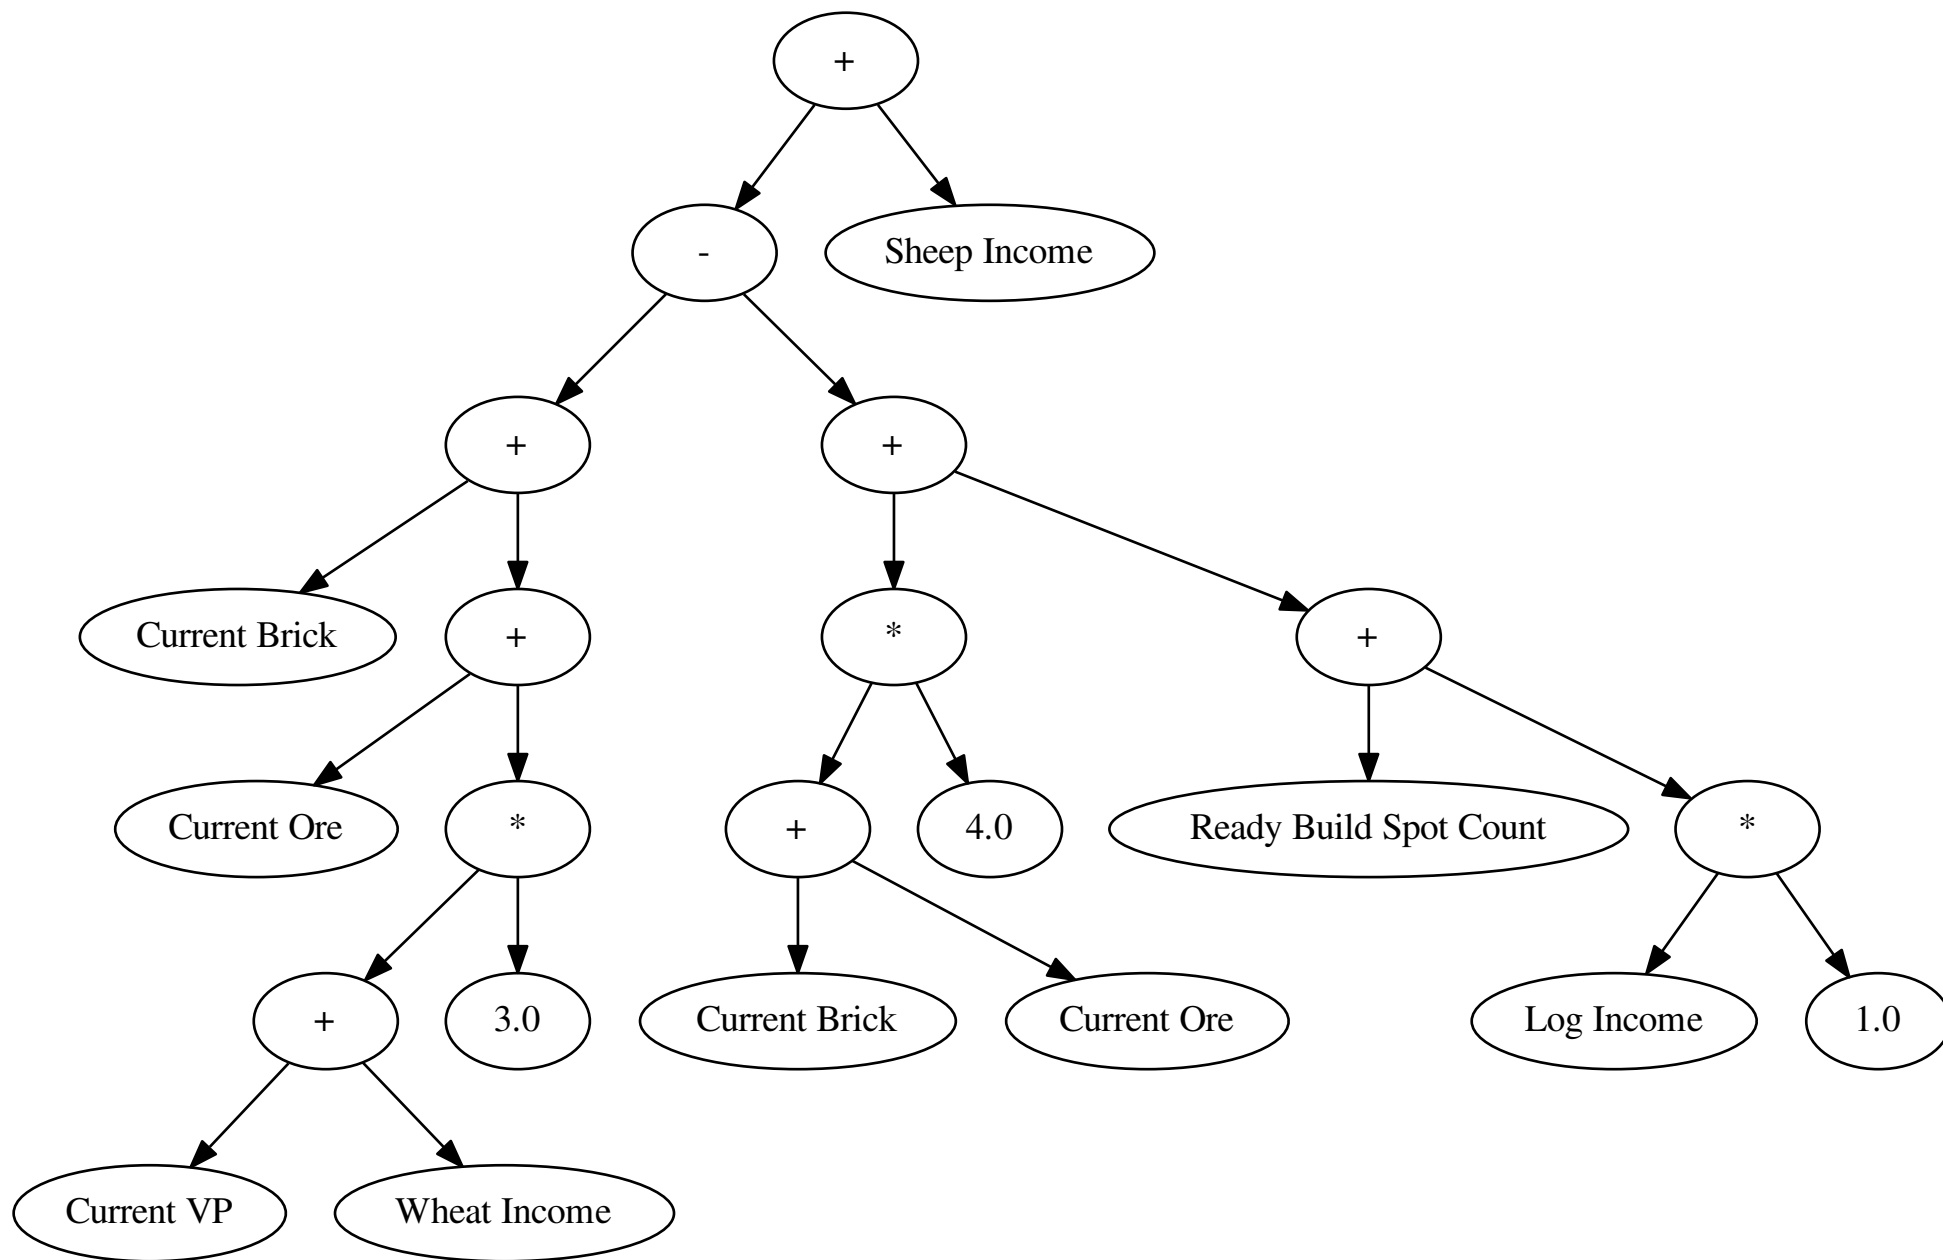 +
-
Sheep Income
+
+
Current Brick
+
*
+
Current Ore
*
+
4.0
Ready Build Spot Count
*
+
3.0
Current Brick
Current Ore
Log Income
1.0
Current VP
Wheat Income